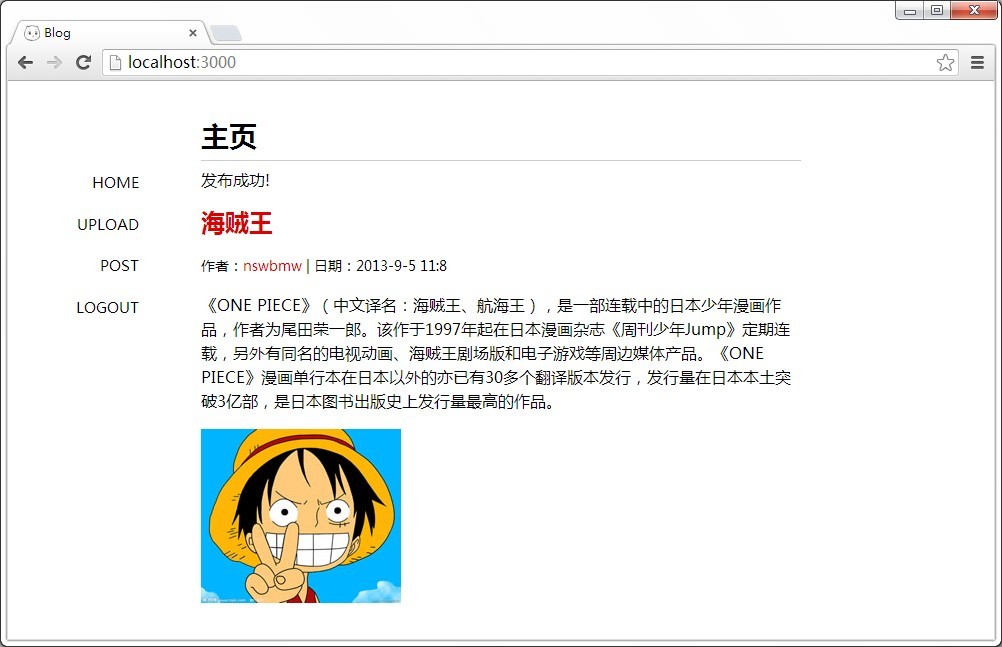 Blog
localhost:3000
主页
HOME
UPLOAD
POST
LOGOUT
发布成功!
海贼王
作者：nswbmw | 日期：2013-9-5 11:8
《ONE PIECE》（中文译名：海贼王、航海王），是一部连载中的日本少年漫画作
品，作者为尾田荣一郎。该作于1997年起在日本漫画杂志《周刊少年Jump》定期连
载，另外有同名的电视动画、海贼王剧场版和电子游戏等周边媒体产品。《ONE
PIECE》漫画单行本在日本以外的亦已有30多个翻译版本发行，发行量在日本本土突
破3亿部，是日本图书出版史上发行量最高的作品。